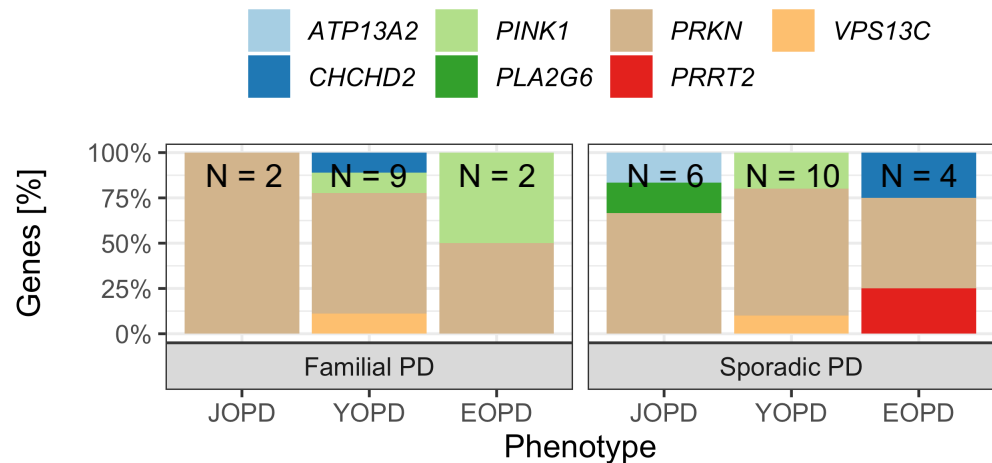 ATP13A2 PINK1 PRKN VPS13C
CHCHD2 PLA2G6 PRRT2
Genes [%]
100%
75%
50%
25%
0%
N = 2 N = 9 N = 2 N = 6 N = 10 N = 4
Familial PD Sporadic PD
JOPD YOPD EOPD JOPD YOPD EOPD
Phenotype